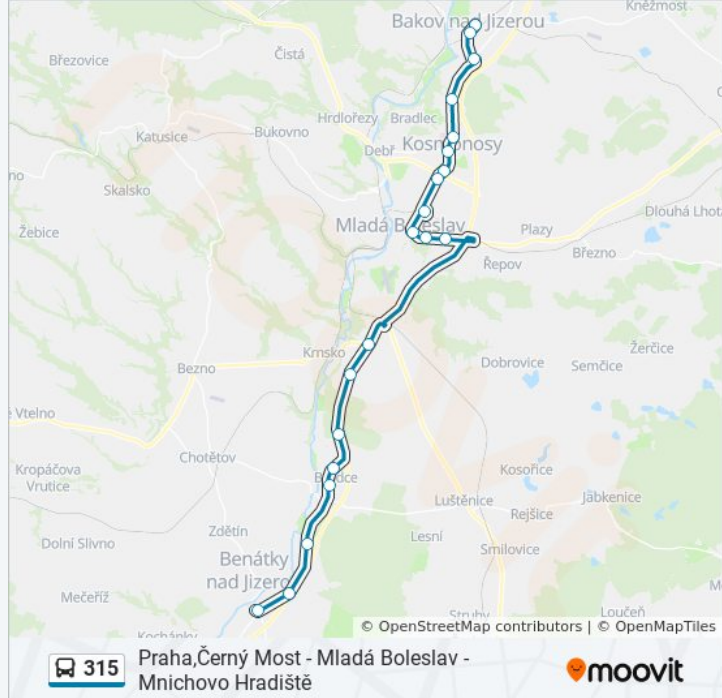 Bakov nad Jizerou
Kněžmost
Březovice
Čistá
Hrdlořezy
Bradlec
Katusice
Bukovno
Debř
Kosmonosy
Skalsko
Mladá Boleslav
Plazy
Dlouhá Lhota
Žebice
Březno
Řepov
Krnsko
Žerčice
Bezno
Dobrovice
Semčice
Vtelno
Chotětov
Kropáčova
Vrutice
Kosořice
Luštěnice
Jabkenice
Rejšice
Zdětín
Dolní Slivno
Lesní
Smilovice
Benátky
nad Jizerou
Mečeříž
Struhy
Loučeň
Kochánky
© OpenStreetMap contributors | © OpenMapTiles
315
Praha,Černý Most - Mladá Boleslav -
Mnichovo Hradiště
moovit